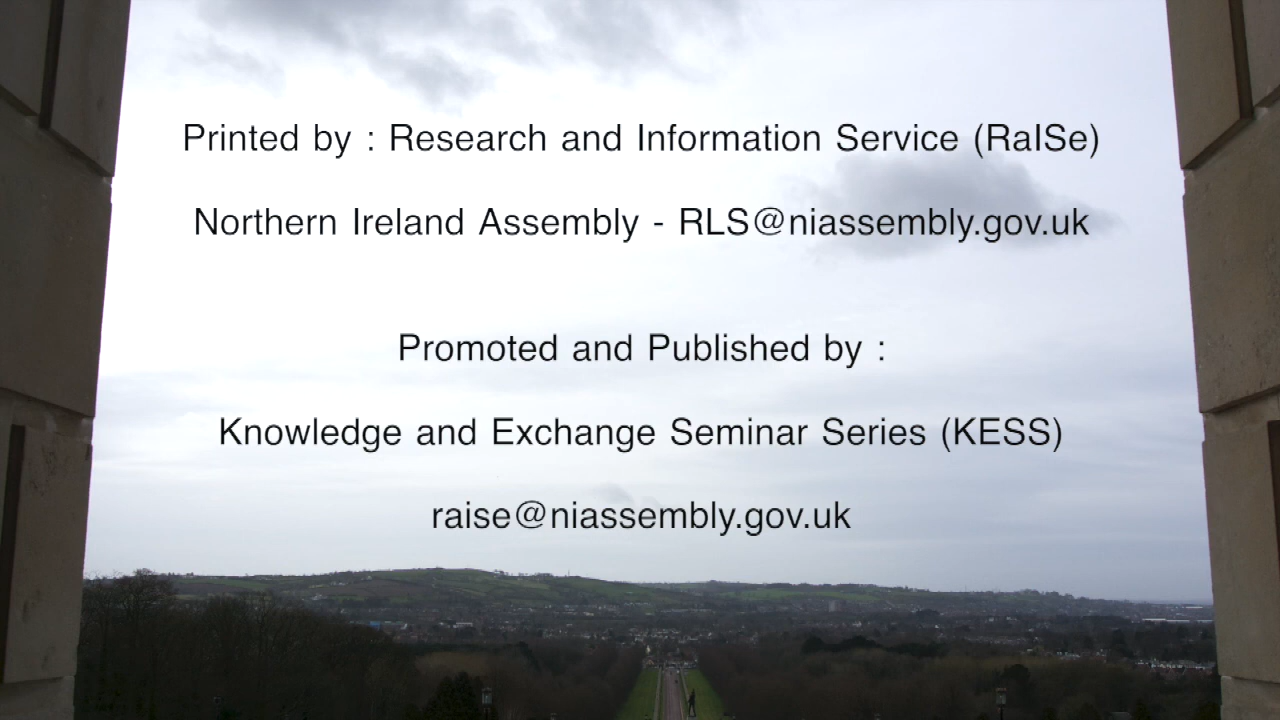 Printed by : Research and Information Service (RaISe)
Northern Ireland Assembly - RLS@niassembly.gov.uk
Promoted and Published by :
Knowledge and Exchange Seminar Series (KESS)
raise@niassembly.gov.uk